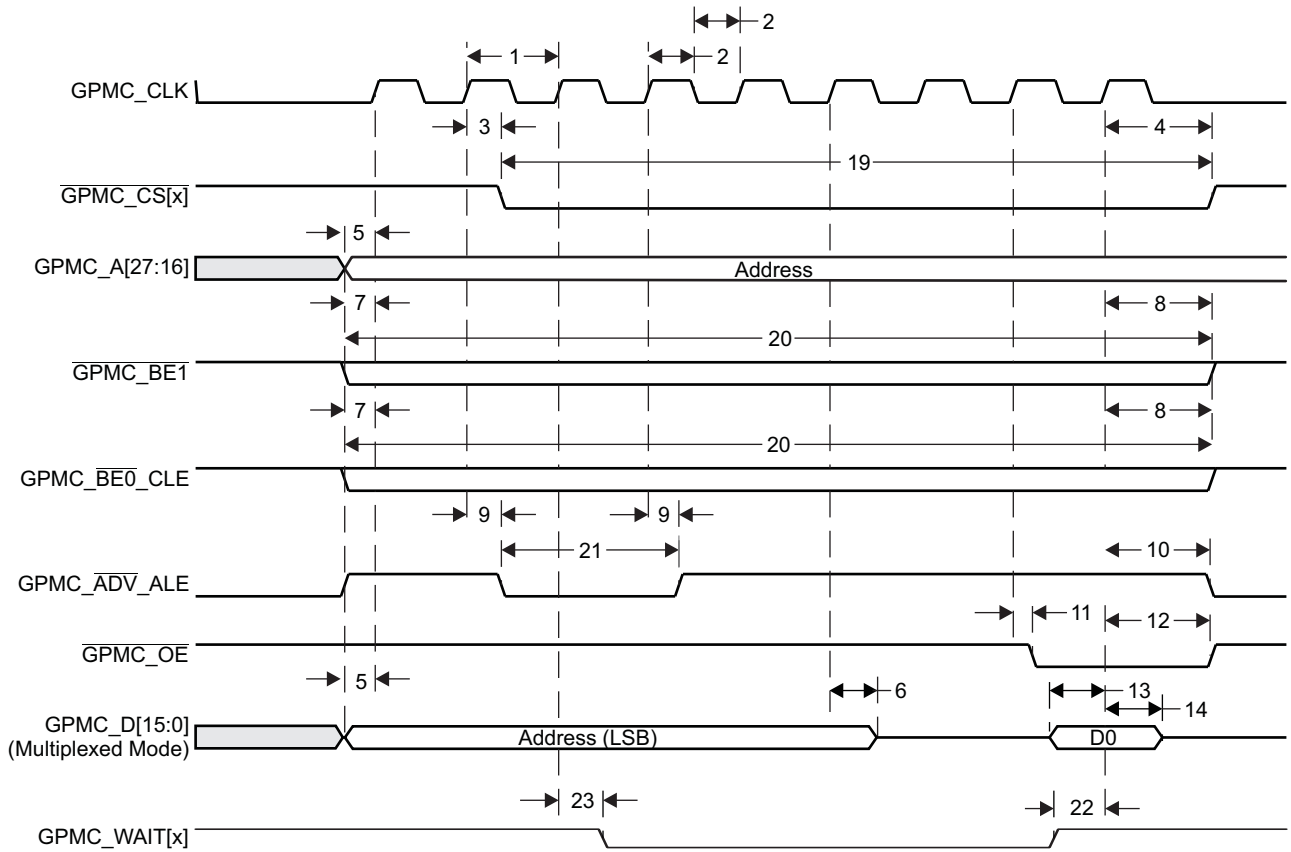 2
1
2
GPMC_CLK
3
4
19
GPMC_CS[x]
5
GPMC_A[27:16]
Address
7
8
20
GPMC_BE1
7
8
20
GPMC_BE0_CLE
9
9
21
10
GPMC_ADV_ALE
11
12
GPMC_OE
5
6
13
14
GPMC_D[15:0]
(Multiplexed Mode)
Address (LSB)
D0
23
22
GPMC_WAIT[x]